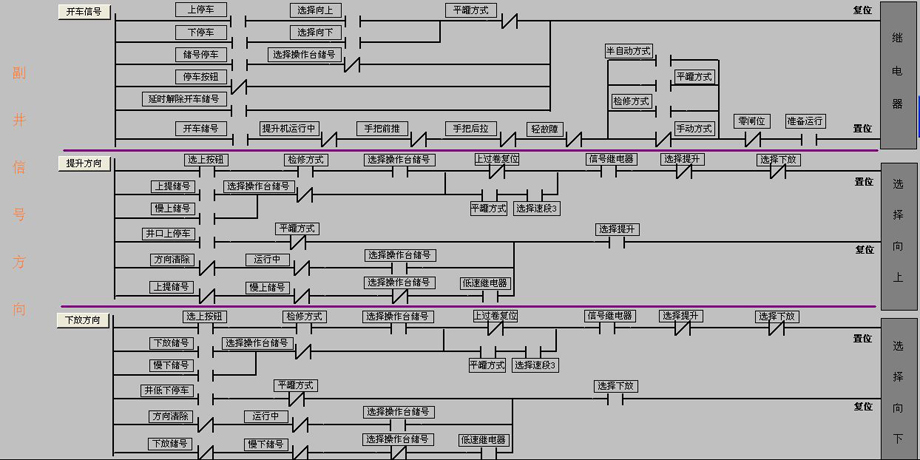 副井信号方向
开车信号
上停车 选择向上 平罐方式 复位
下停车 选择向下
储号停车 选择操作台储号 半自动方式
停车按钮 平罐方式
延时解除开车储号 检修方式
开车储号 提升机运行中 手把前推 手把后拉 轻故障 手动方式 零闸位 准备运行 置位
继电器
提升方向
选上按钮 检修方式 选择操作台储号 上过卷复位 信号继电器 选择提升 选择下放 置位
上提储号 选择操作台储号
慢上储号 平罐方式 选择速段3
井口上停车 平罐方式 选择提升 复位
方向清除 运行中 选择操作台储号
上提储号 慢上储号 选择操作台储号 低速继电器
选择向上
下放方向
选上按钮 检修方式 选择操作台储号 上过卷复位 信号继电器 选择提升 选择下放 置位
下放储号 选择操作台储号
慢下储号 平罐方式 选择速段3
井低下停车 平罐方式 选择下放 复位
方向清除 运行中 选择操作台储号
下放储号 慢下储号 选择操作台储号 低速继电器
选择向下